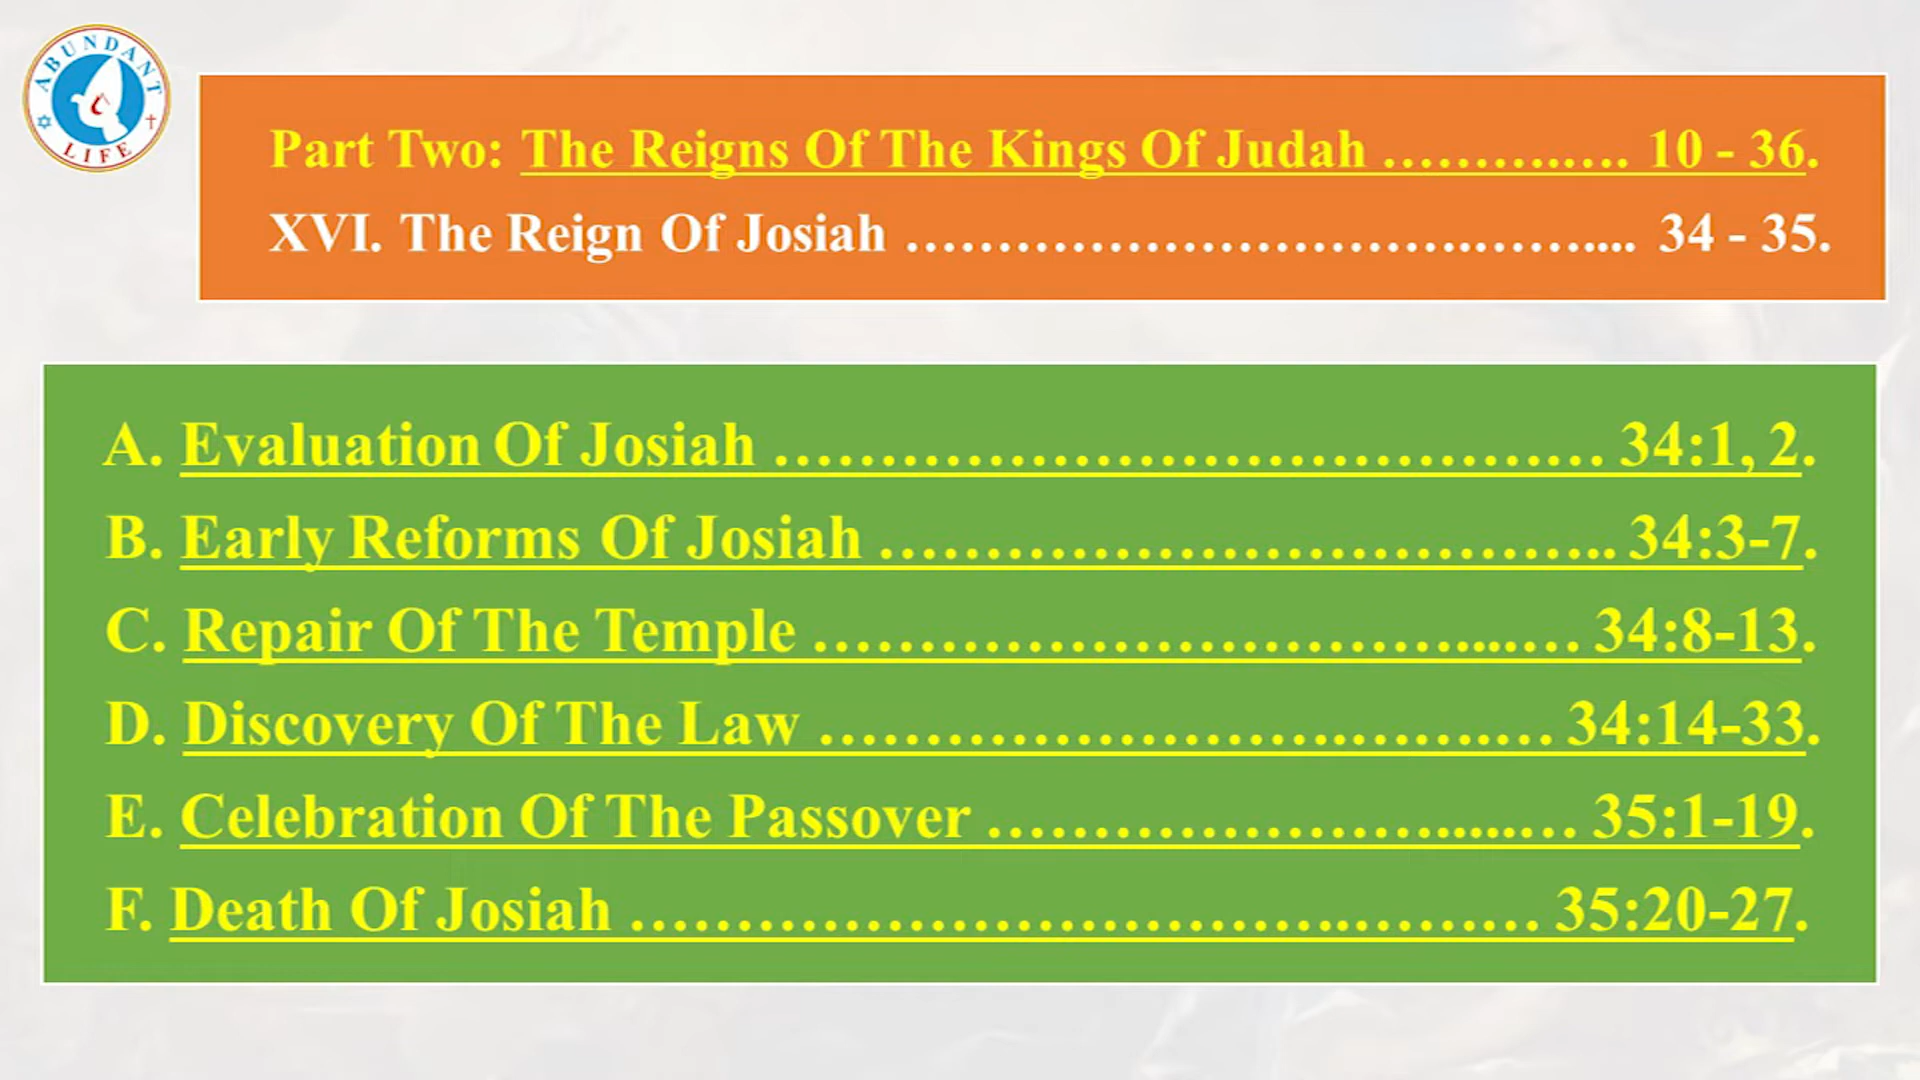 ABUNDANT
LIFE
Part Two: The Reigns Of The Kings Of Judah ……….…. 10 - 36.
XVI. The Reign Of Josiah ……………………………….……... 34 - 35.
A. Evaluation Of Josiah ………………………………… 34:1, 2.
B. Early Reforms Of Josiah …………………………….. 34:3-7.
C. Repair Of The Temple …………………………...… 34:8-13.
D. Discovery Of The Law …………………….…….… 34:14-33.
E. Celebration Of The Passover …………………......… 35:1-19.
F. Death Of Josiah …………………………….……… 35:20-27.